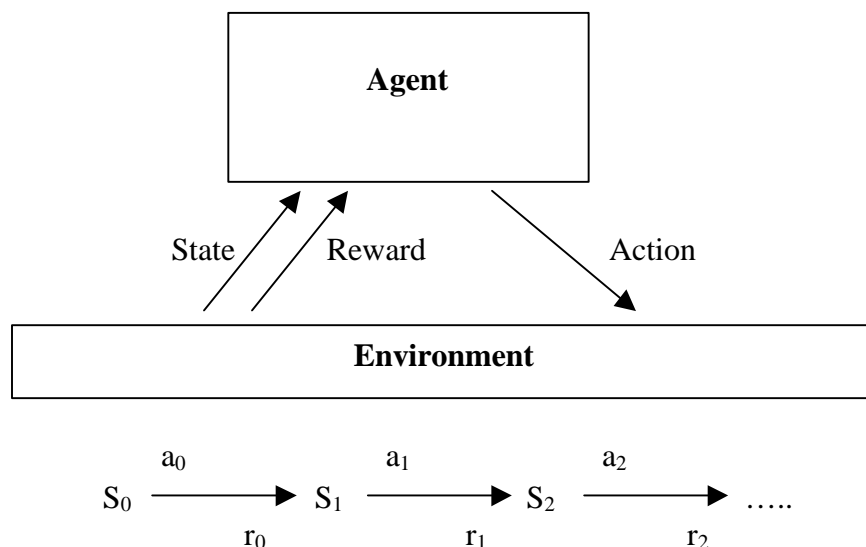 Agent
State Reward Action
Environment
a₀ a₁ a₂
S₀ S₁ S₂ .....
r₀ r₁ r₂